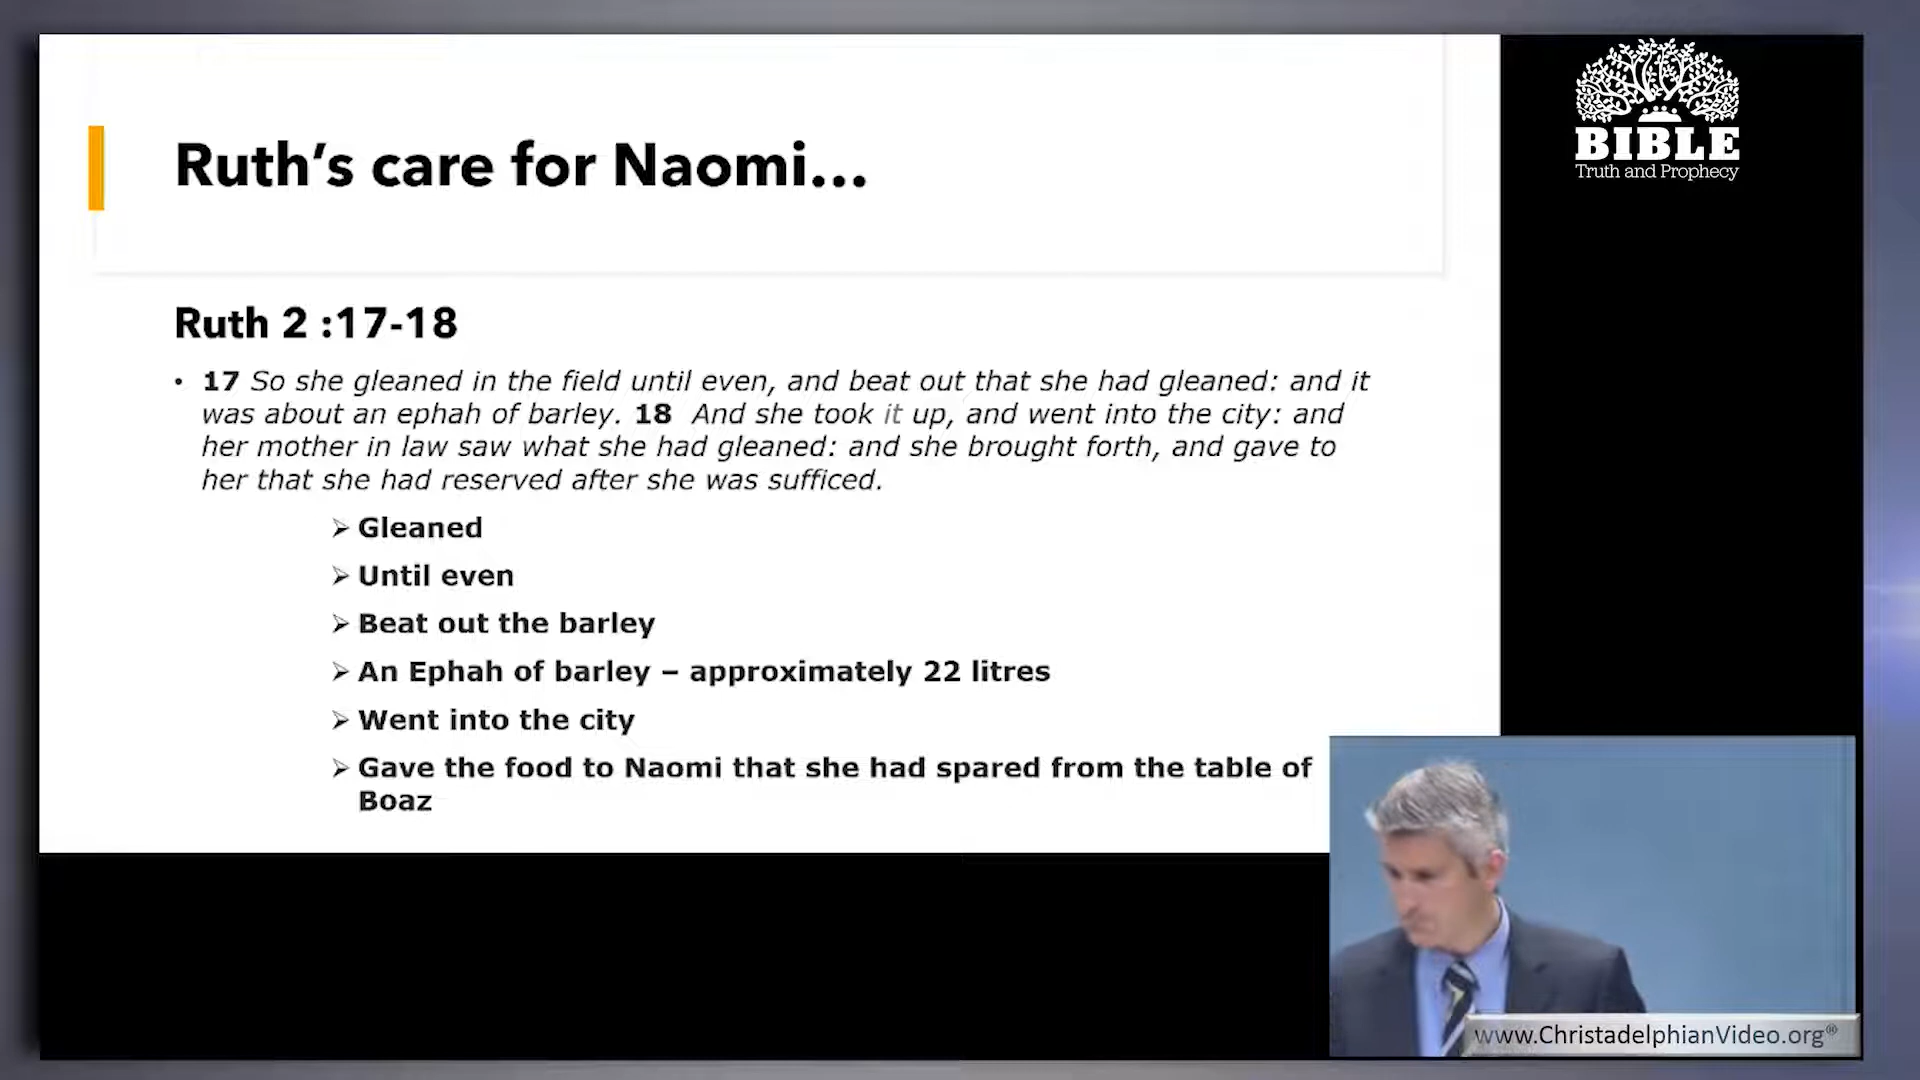 BIBLE
Truth and Prophecy
Ruth’s care for Naomi...
Ruth 2 :17-18
• 17 So she gleaned in the field until even, and beat out that she had gleaned: and it
was about an ephah of barley. 18 And she took it up, and went into the city: and
her mother in law saw what she had gleaned: and she brought forth, and gave to
her that she had reserved after she was sufficed.
➢ Gleaned
➢ Until even
➢ Beat out the barley
➢ An Ephah of barley – approximately 22 litres
➢ Went into the city
➢ Gave the food to Naomi that she had spared from the table of
Boaz
www.ChristadelphianVideo.org®